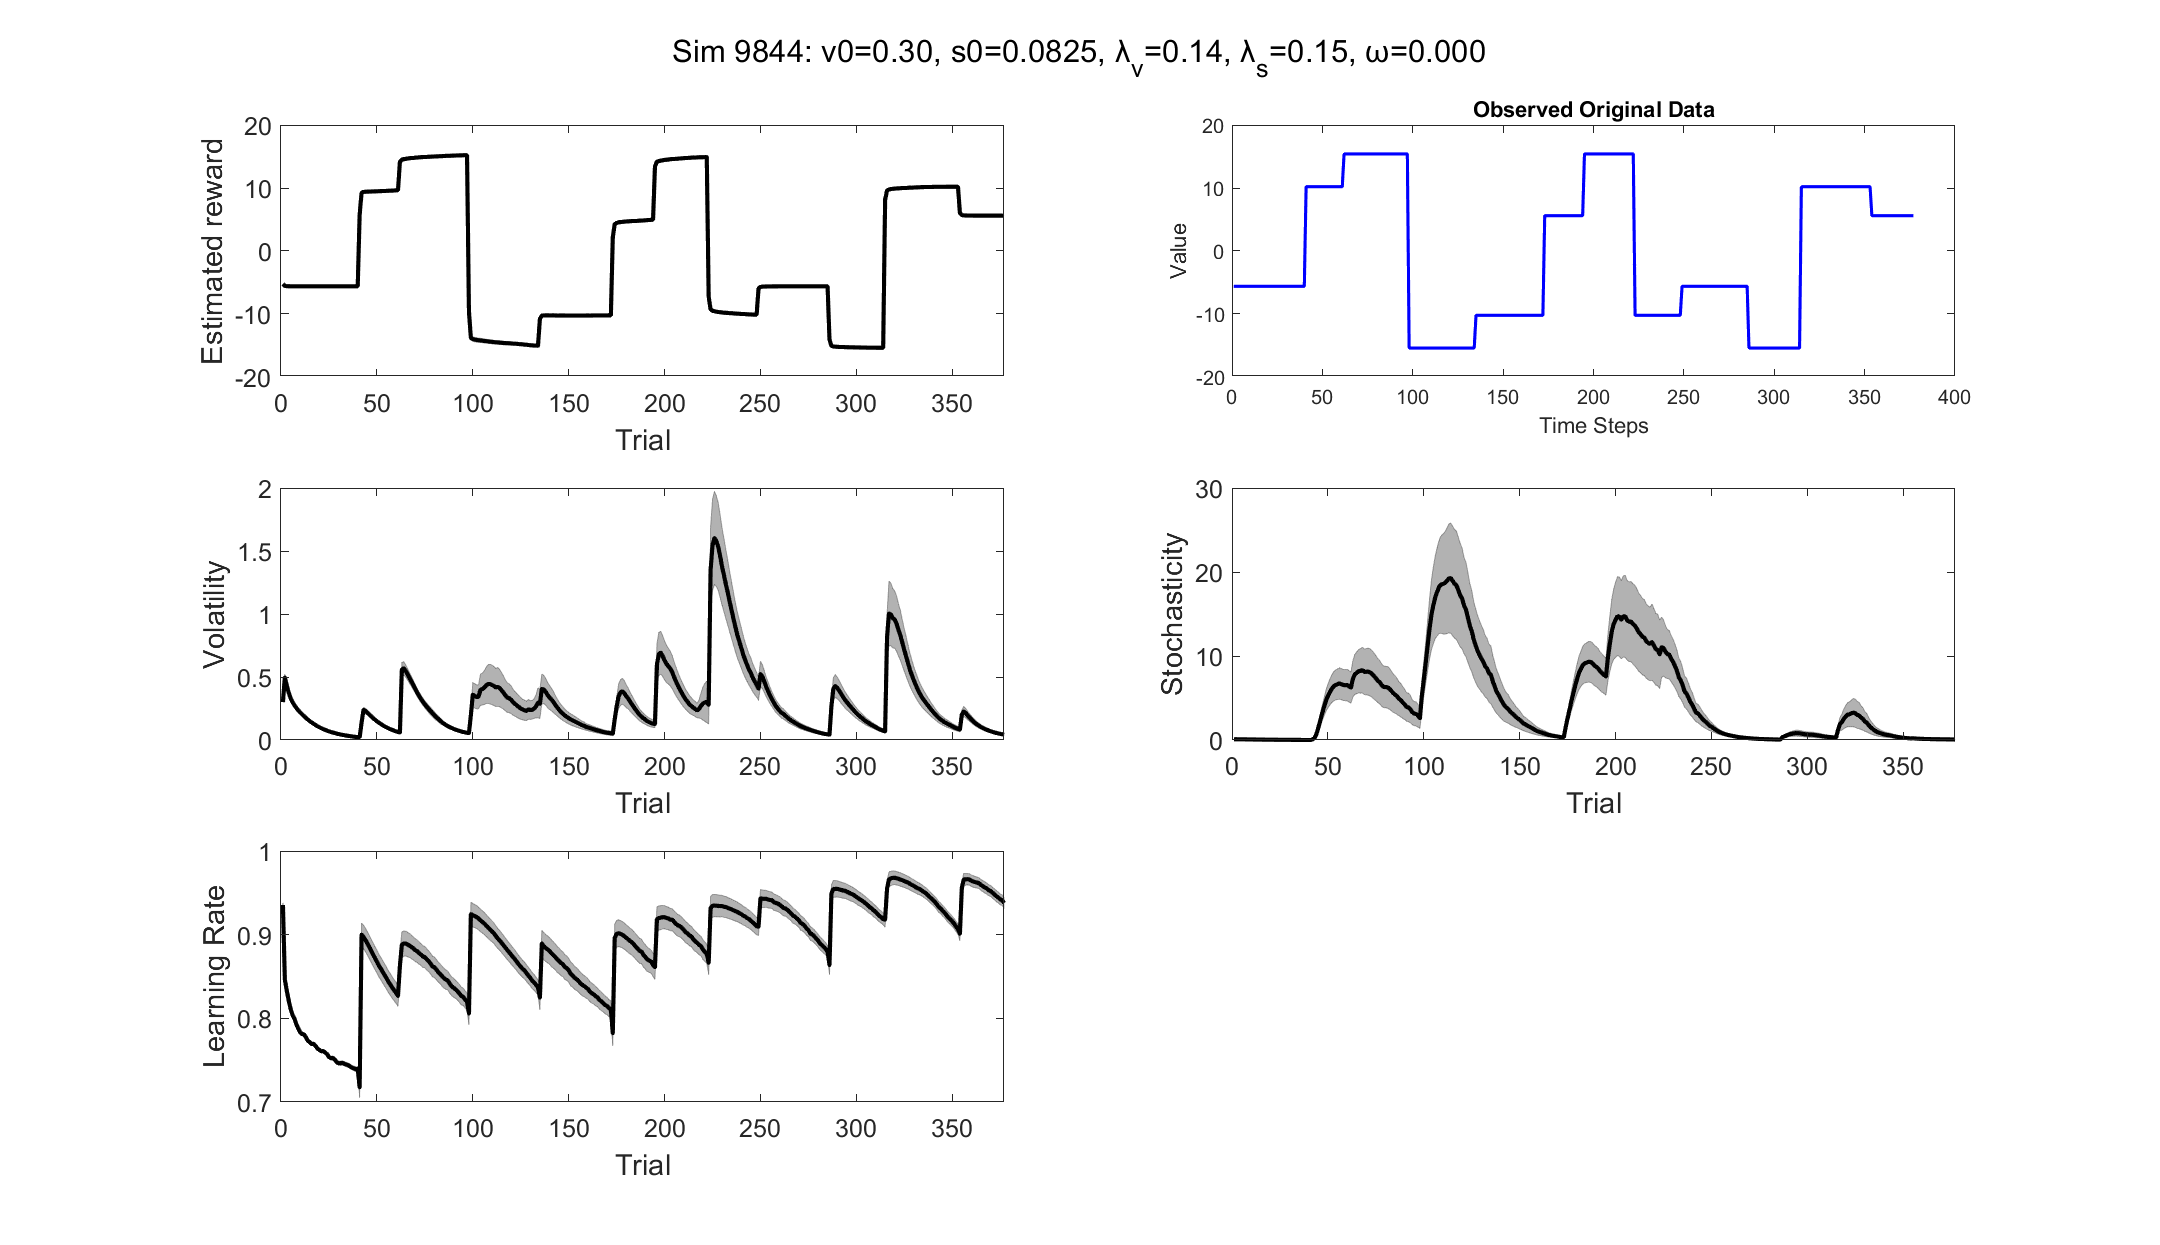 Sim 9844: v0=0.30, s0=0.0825, λ_v=0.14, λ_s=0.15, ω=0.000
Estimated reward
20
10
0
-10
-20
0 50 100 150 200 250 300 350
Trial
Observed Original Data
Value
20
10
0
-10
-20
0 50 100 150 200 250 300 350 400
Time Steps
Volatility
2
1.5
1
0.5
0
0 50 100 150 200 250 300 350
Trial
Stochasticity
30
20
10
0
0 50 100 150 200 250 300 350
Trial
Learning Rate
1
0.9
0.8
0.7
0 50 100 150 200 250 300 350
Trial